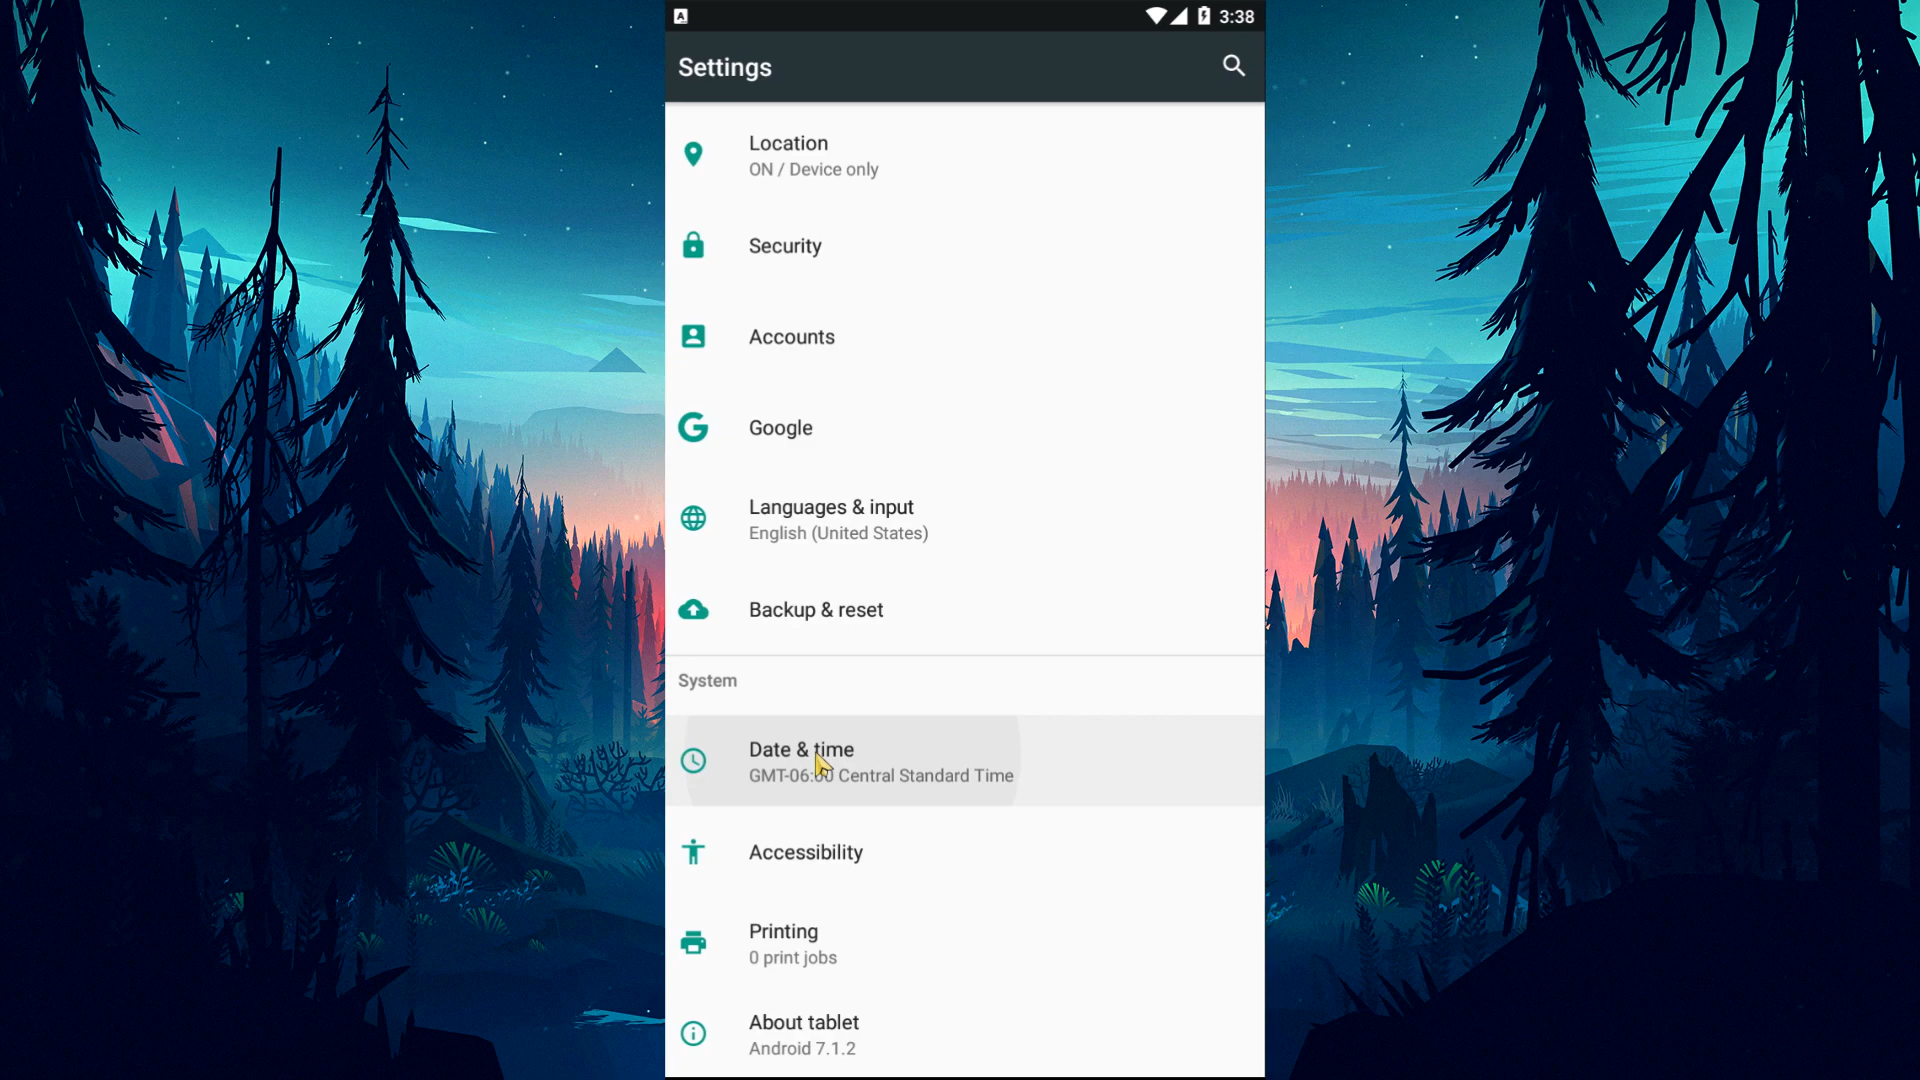 3:38
Settings
Location
ON / Device only
Security
Accounts
Google
Languages & input
English (United States)
Backup & reset
System
Date & time
GMT-06:00 Central Standard Time
Accessibility
Printing
0 print jobs
About tablet
Android 7.1.2